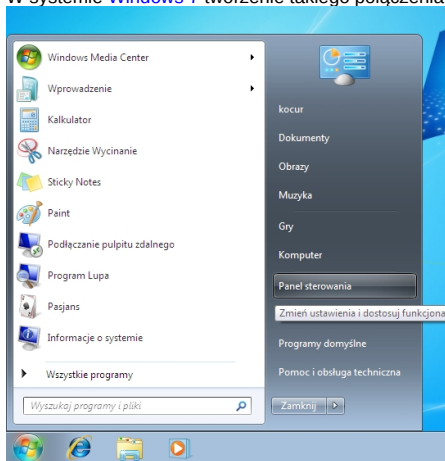 W systemie Windows 7 tworzenie takiego połączenia
Windows Media Center
Wprowadzenie
Kalkulator
Narzędzie Wycinanie
Sticky Notes
Paint
Podłączanie pulpitu zdalnego
Program Lupa
Pasjans
Informacje o systemie
Wszystkie programy
Wyszukaj programy i pliki
kocur
Dokumenty
Obrazy
Muzyka
Gry
Komputer
Panel sterowania
Zmień ustawienia i dostosuj funkcjona
Programy domyślne
Pomoc i obsługa techniczna
Zamknij